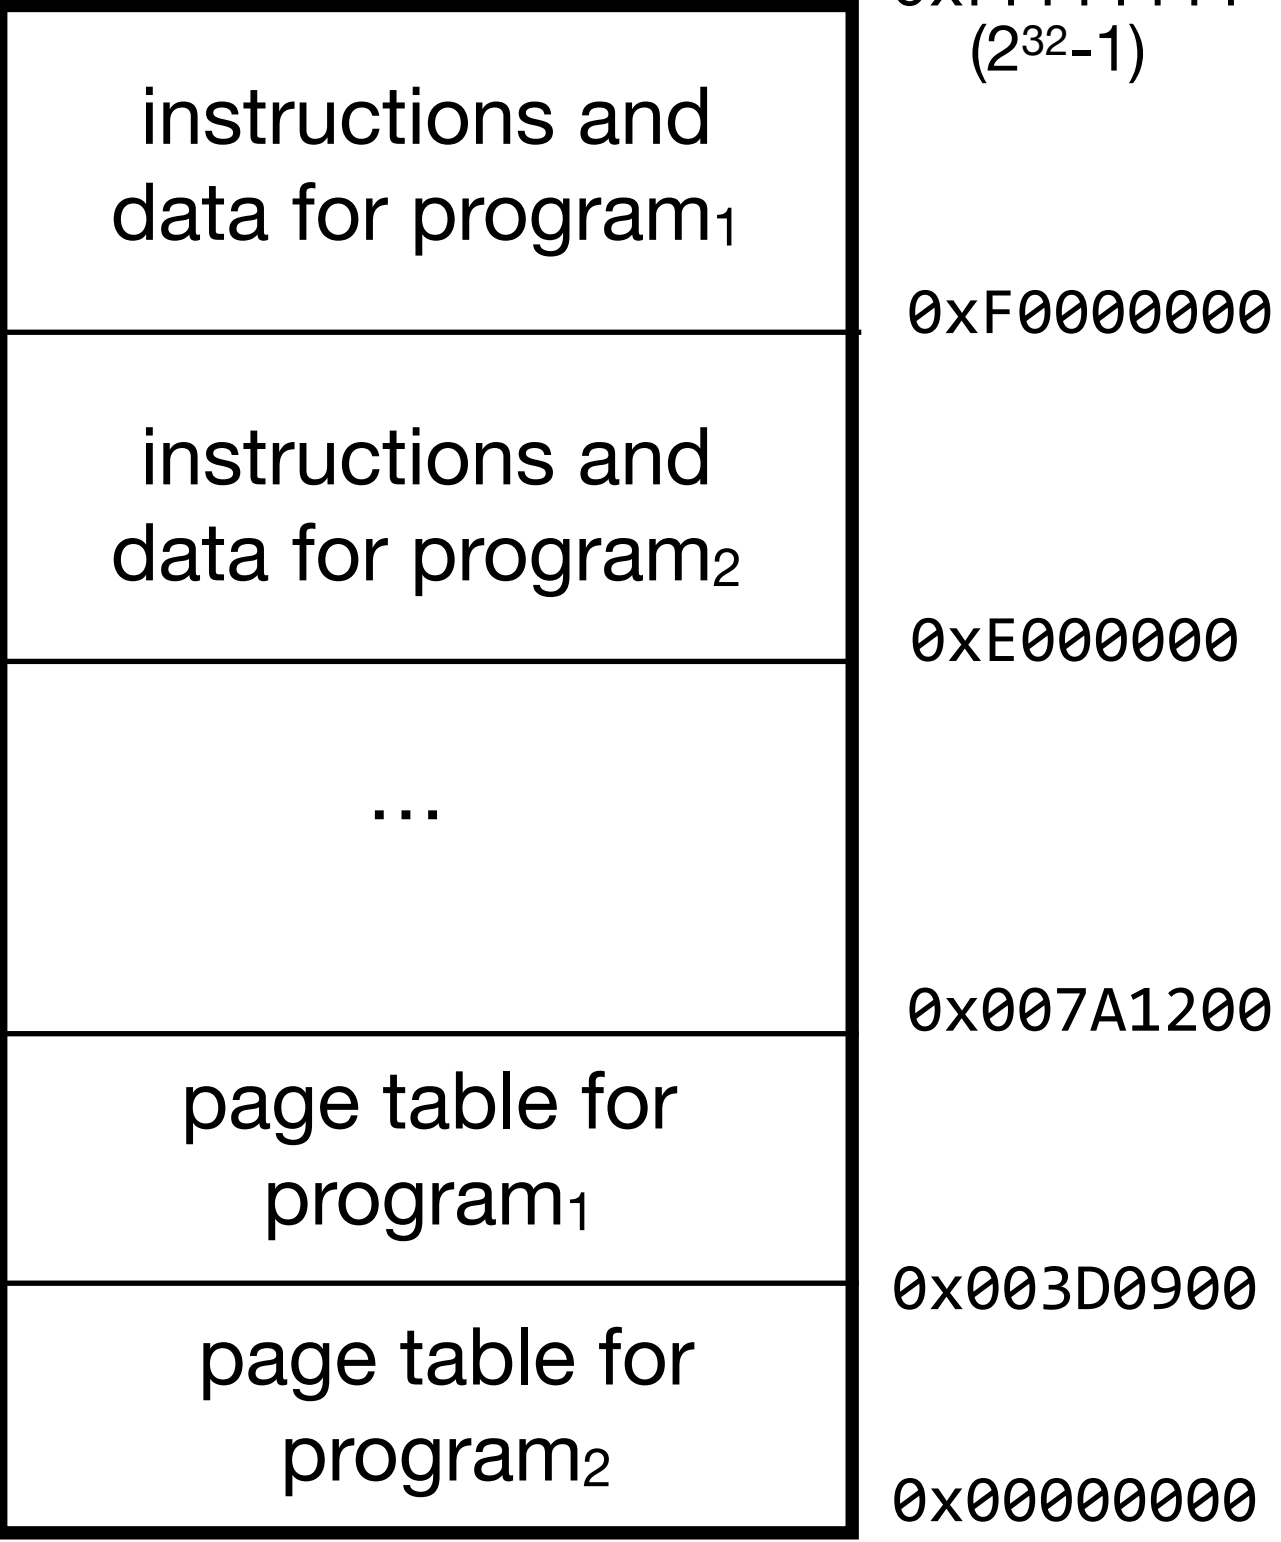 (2³²-1)
instructions and
data for program₁
0xF0000000
instructions and
data for program₂
0xE000000
...
0x007A1200
page table for
program₁
0x003D0900
page table for
program₂
0x00000000